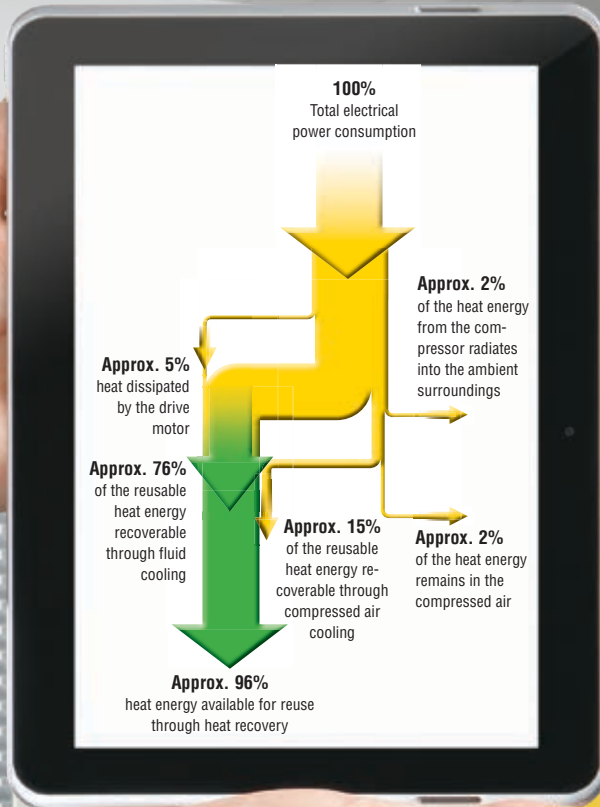 100%
Total electrical
power consumption
Approx. 2%
of the heat energy
from the com-
pressor radiates
into the ambient
surroundings
Approx. 5%
heat dissipated
by the drive
motor
Approx. 76%
of the reusable
heat energy
recoverable
through fluid
cooling
Approx. 15%
of the reusable
heat energy re-
coverable through
compressed air
cooling
Approx. 2%
of the heat energy
remains in the
compressed air
Approx. 96%
heat energy available for reuse
through heat recovery